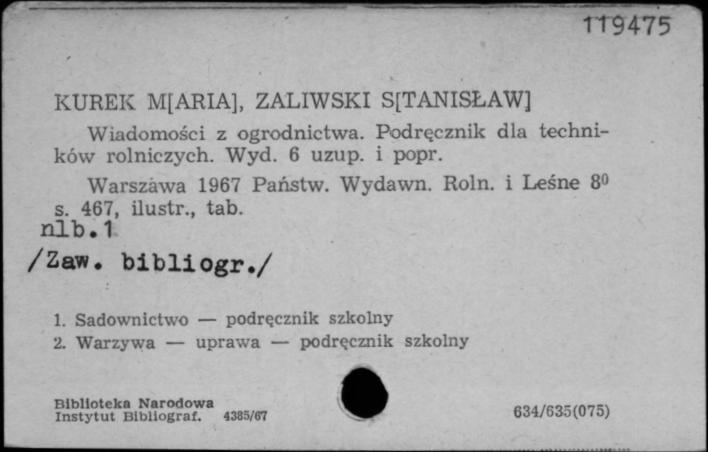 119475
KUREK M[ARIA], ZALIWSKI S[TANISŁAW]
Wiadomości z ogrodnictwa. Podręcznik dla techni-
ków rolniczych. Wyd. 6 uzup. i popr.
Warszawa 1967 Państw. Wydawn. Roln. i Leśne 8⁰
s. 467, ilustr., tab.
nlb.1
/Zaw. bibliogr./
1. Sadownictwo — podręcznik szkolny
2. Warzywa — uprawa — podręcznik szkolny
Biblioteka Narodowa
Instytut Bibliograf. 4385/67
634/635(075)